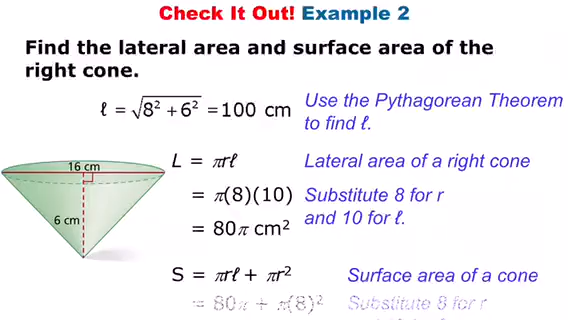 Check It Out! Example 2
Find the lateral area and surface area of the
right cone.
ℓ = √8² + 6² = 100 cm
Use the Pythagorean Theorem
to find ℓ.
16 cm
6 cm
L = πrℓ
Lateral area of a right cone
= π(8)(10)
Substitute 8 for r
and 10 for ℓ.
= 80π cm²
S = πrℓ + πr²
Surface area of a cone
= 80π + π(8)²
Substitute 8 for r